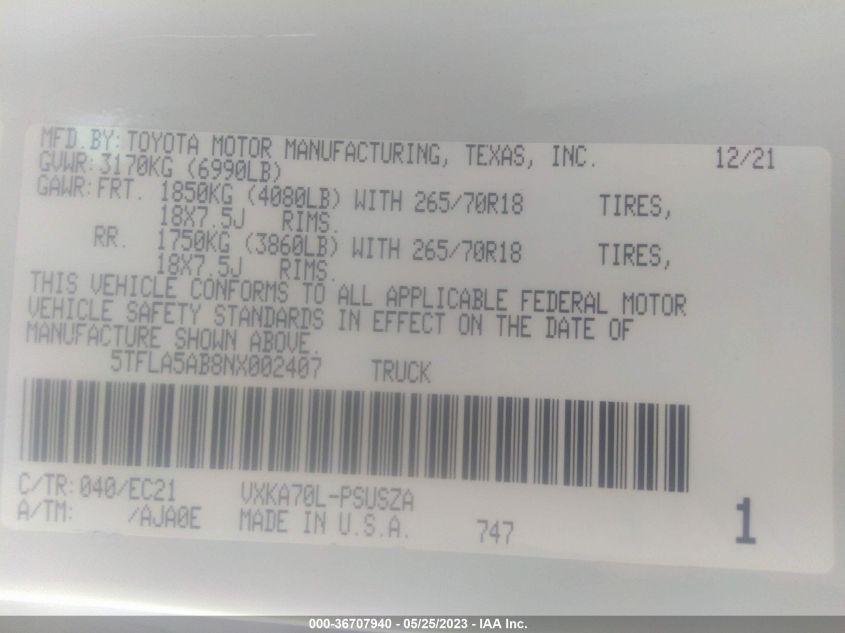 MFD.BY: TOYOTA MOTOR MANUFACTURING, TEXAS, INC. 12/21
GVWR: 3170KG (6990LB)
GAWR: FRT. 1850KG (4080LB) WITH 265/70R18 TIRES,
18X7.5J RIMS.
RR. 1750KG (3860LB) WITH 265/70R18 TIRES,
18X7.5J RIMS.
THIS VEHICLE CONFORMS TO ALL APPLICABLE FEDERAL MOTOR
VEHICLE SAFETY STANDARDS IN EFFECT ON THE DATE OF
MANUFACTURE SHOWN ABOVE.
5TFLA5AB8NX002407 TRUCK
C/TR: 040/EC21 VXKA70L-PSUSZA
A/TM: /AJA0E MADE IN U.S.A. 747 1
000-36707940 - 05/25/2023 - IAA Inc.